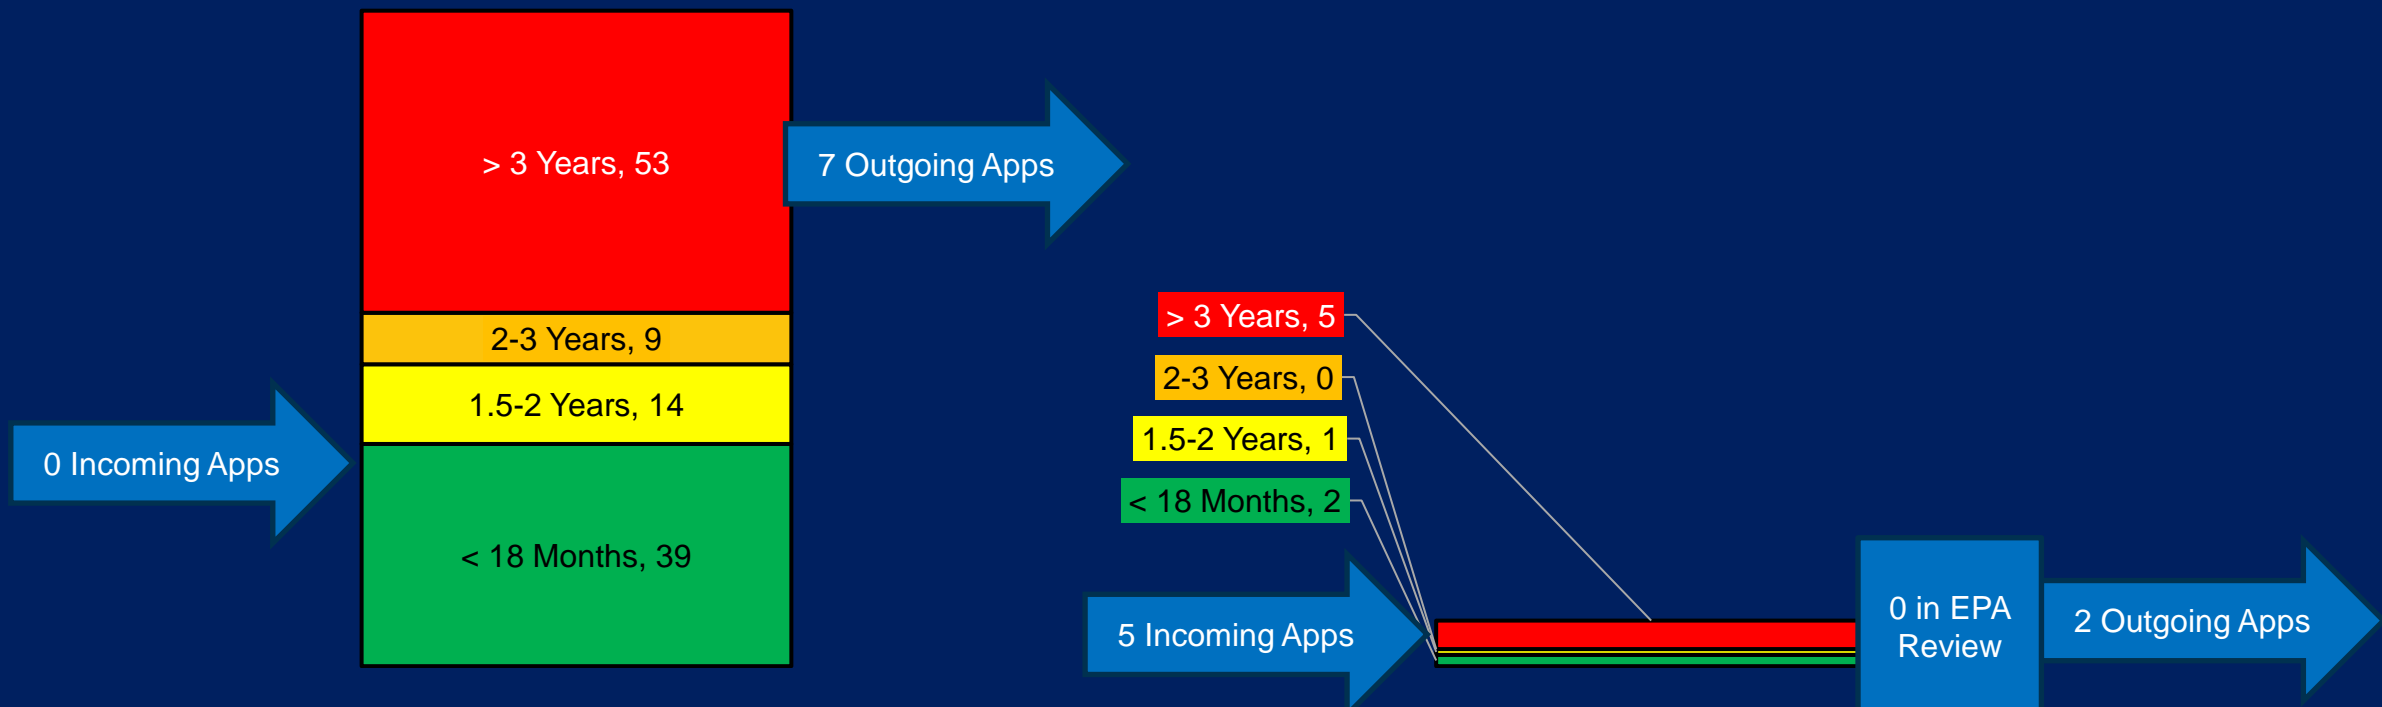 > 3 Years, 53
7 Outgoing Apps
2-3 Years, 9
1.5-2 Years, 14
0 Incoming Apps
< 18 Months, 39
> 3 Years, 5
2-3 Years, 0
1.5-2 Years, 1
< 18 Months, 2
5 Incoming Apps
0 in EPA
Review
2 Outgoing Apps